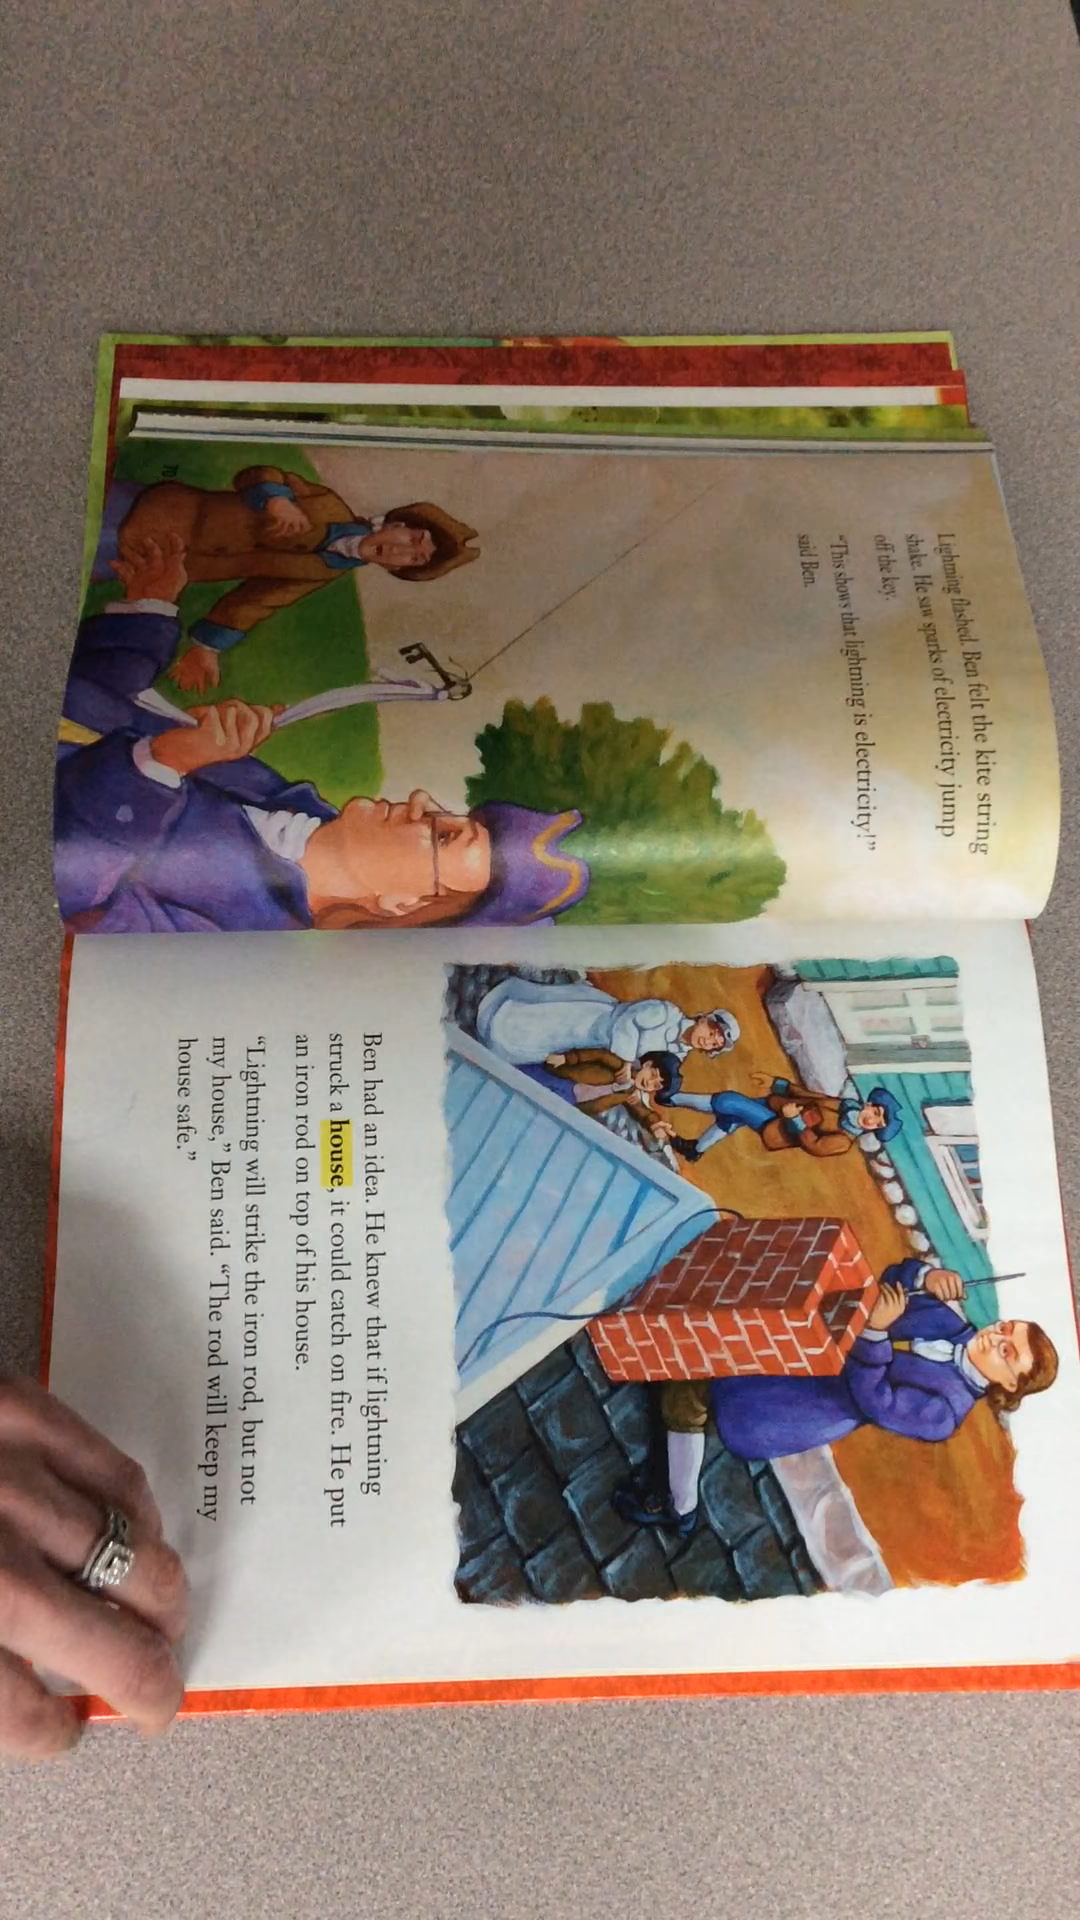 Lightning flashed. Ben felt the kite string
shake. He saw sparks of electricity jump
off the key.
“This shows that lightning is electricity!”
said Ben.
70
Ben had an idea. He knew that if lightning
struck a house, it could catch on fire. He put
an iron rod on top of his house.
“Lightning will strike the iron rod, but not
my house,” Ben said. “The rod will keep my
house safe.”